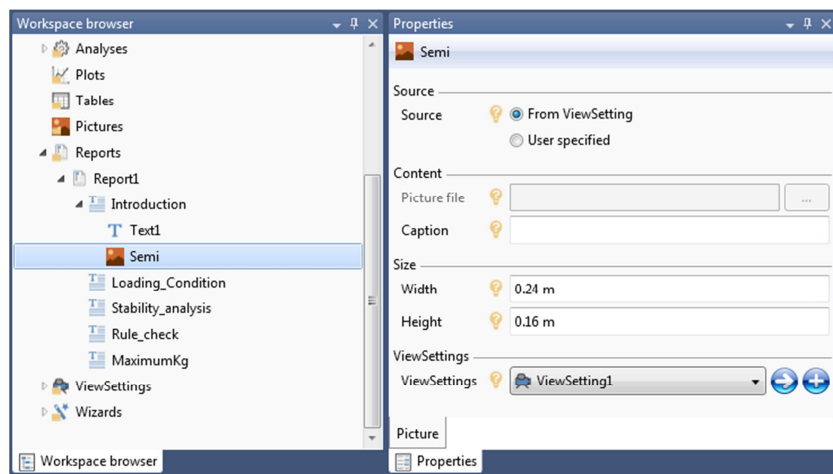 Workspace browser
Analyses
Plots
Tables
Pictures
Reports
Report1
Introduction
Text1
Semi
Loading_Condition
Stability_analysis
Rule_check
MaximumKg
ViewSettings
Wizards
Workspace browser
Properties
Semi
Source
Source From ViewSetting
User specified
Content
Picture file ...
Caption
Size
Width 0.24 m
Height 0.16 m
ViewSettings
ViewSettings ViewSetting1
Picture
Properties